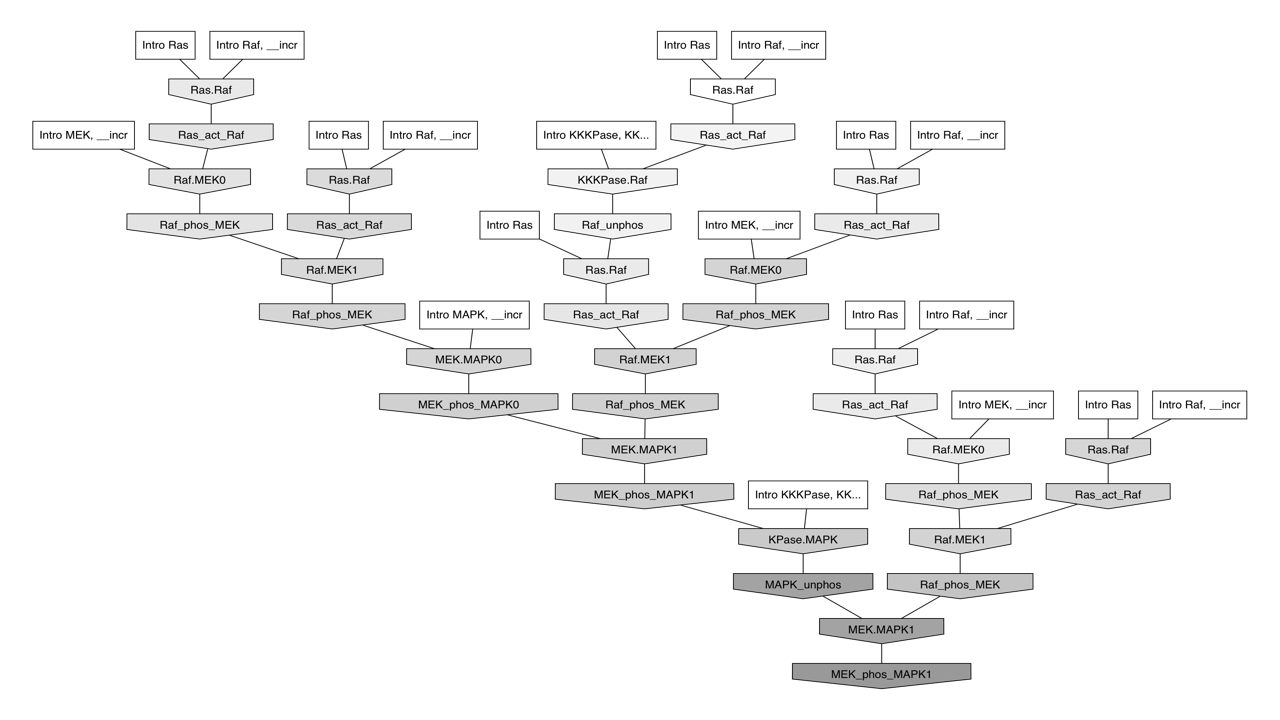 Intro Ras
Intro Raf, __incr
Intro Ras
Intro Raf, __incr
Ras.Raf
Ras.Raf
Intro MEK, __incr
Ras_act_Raf
Intro Ras
Intro Raf, __incr
Intro KKKPase, KK...
Ras_act_Raf
Intro Ras
Intro Raf, __incr
Raf.MEK0
Ras.Raf
KKKPase.Raf
Ras.Raf
Raf_phos_MEK
Ras_act_Raf
Intro Ras
Raf_unphos
Intro MEK, __incr
Ras_act_Raf
Raf.MEK1
Ras.Raf
Raf.MEK0
Raf_phos_MEK
Intro MAPK, __incr
Ras_act_Raf
Raf_phos_MEK
Intro Ras
Intro Raf, __incr
MEK.MAPK0
Raf.MEK1
Ras.Raf
MEK_phos_MAPK0
Raf_phos_MEK
Ras_act_Raf
Intro MEK, __incr
Intro Ras
Intro Raf, __incr
MEK.MAPK1
Raf.MEK0
Ras.Raf
MEK_phos_MAPK1
Intro KKKPase, KK...
Raf_phos_MEK
Ras_act_Raf
KPase.MAPK
Raf.MEK1
MAPK_unphos
Raf_phos_MEK
MEK.MAPK1
MEK_phos_MAPK1